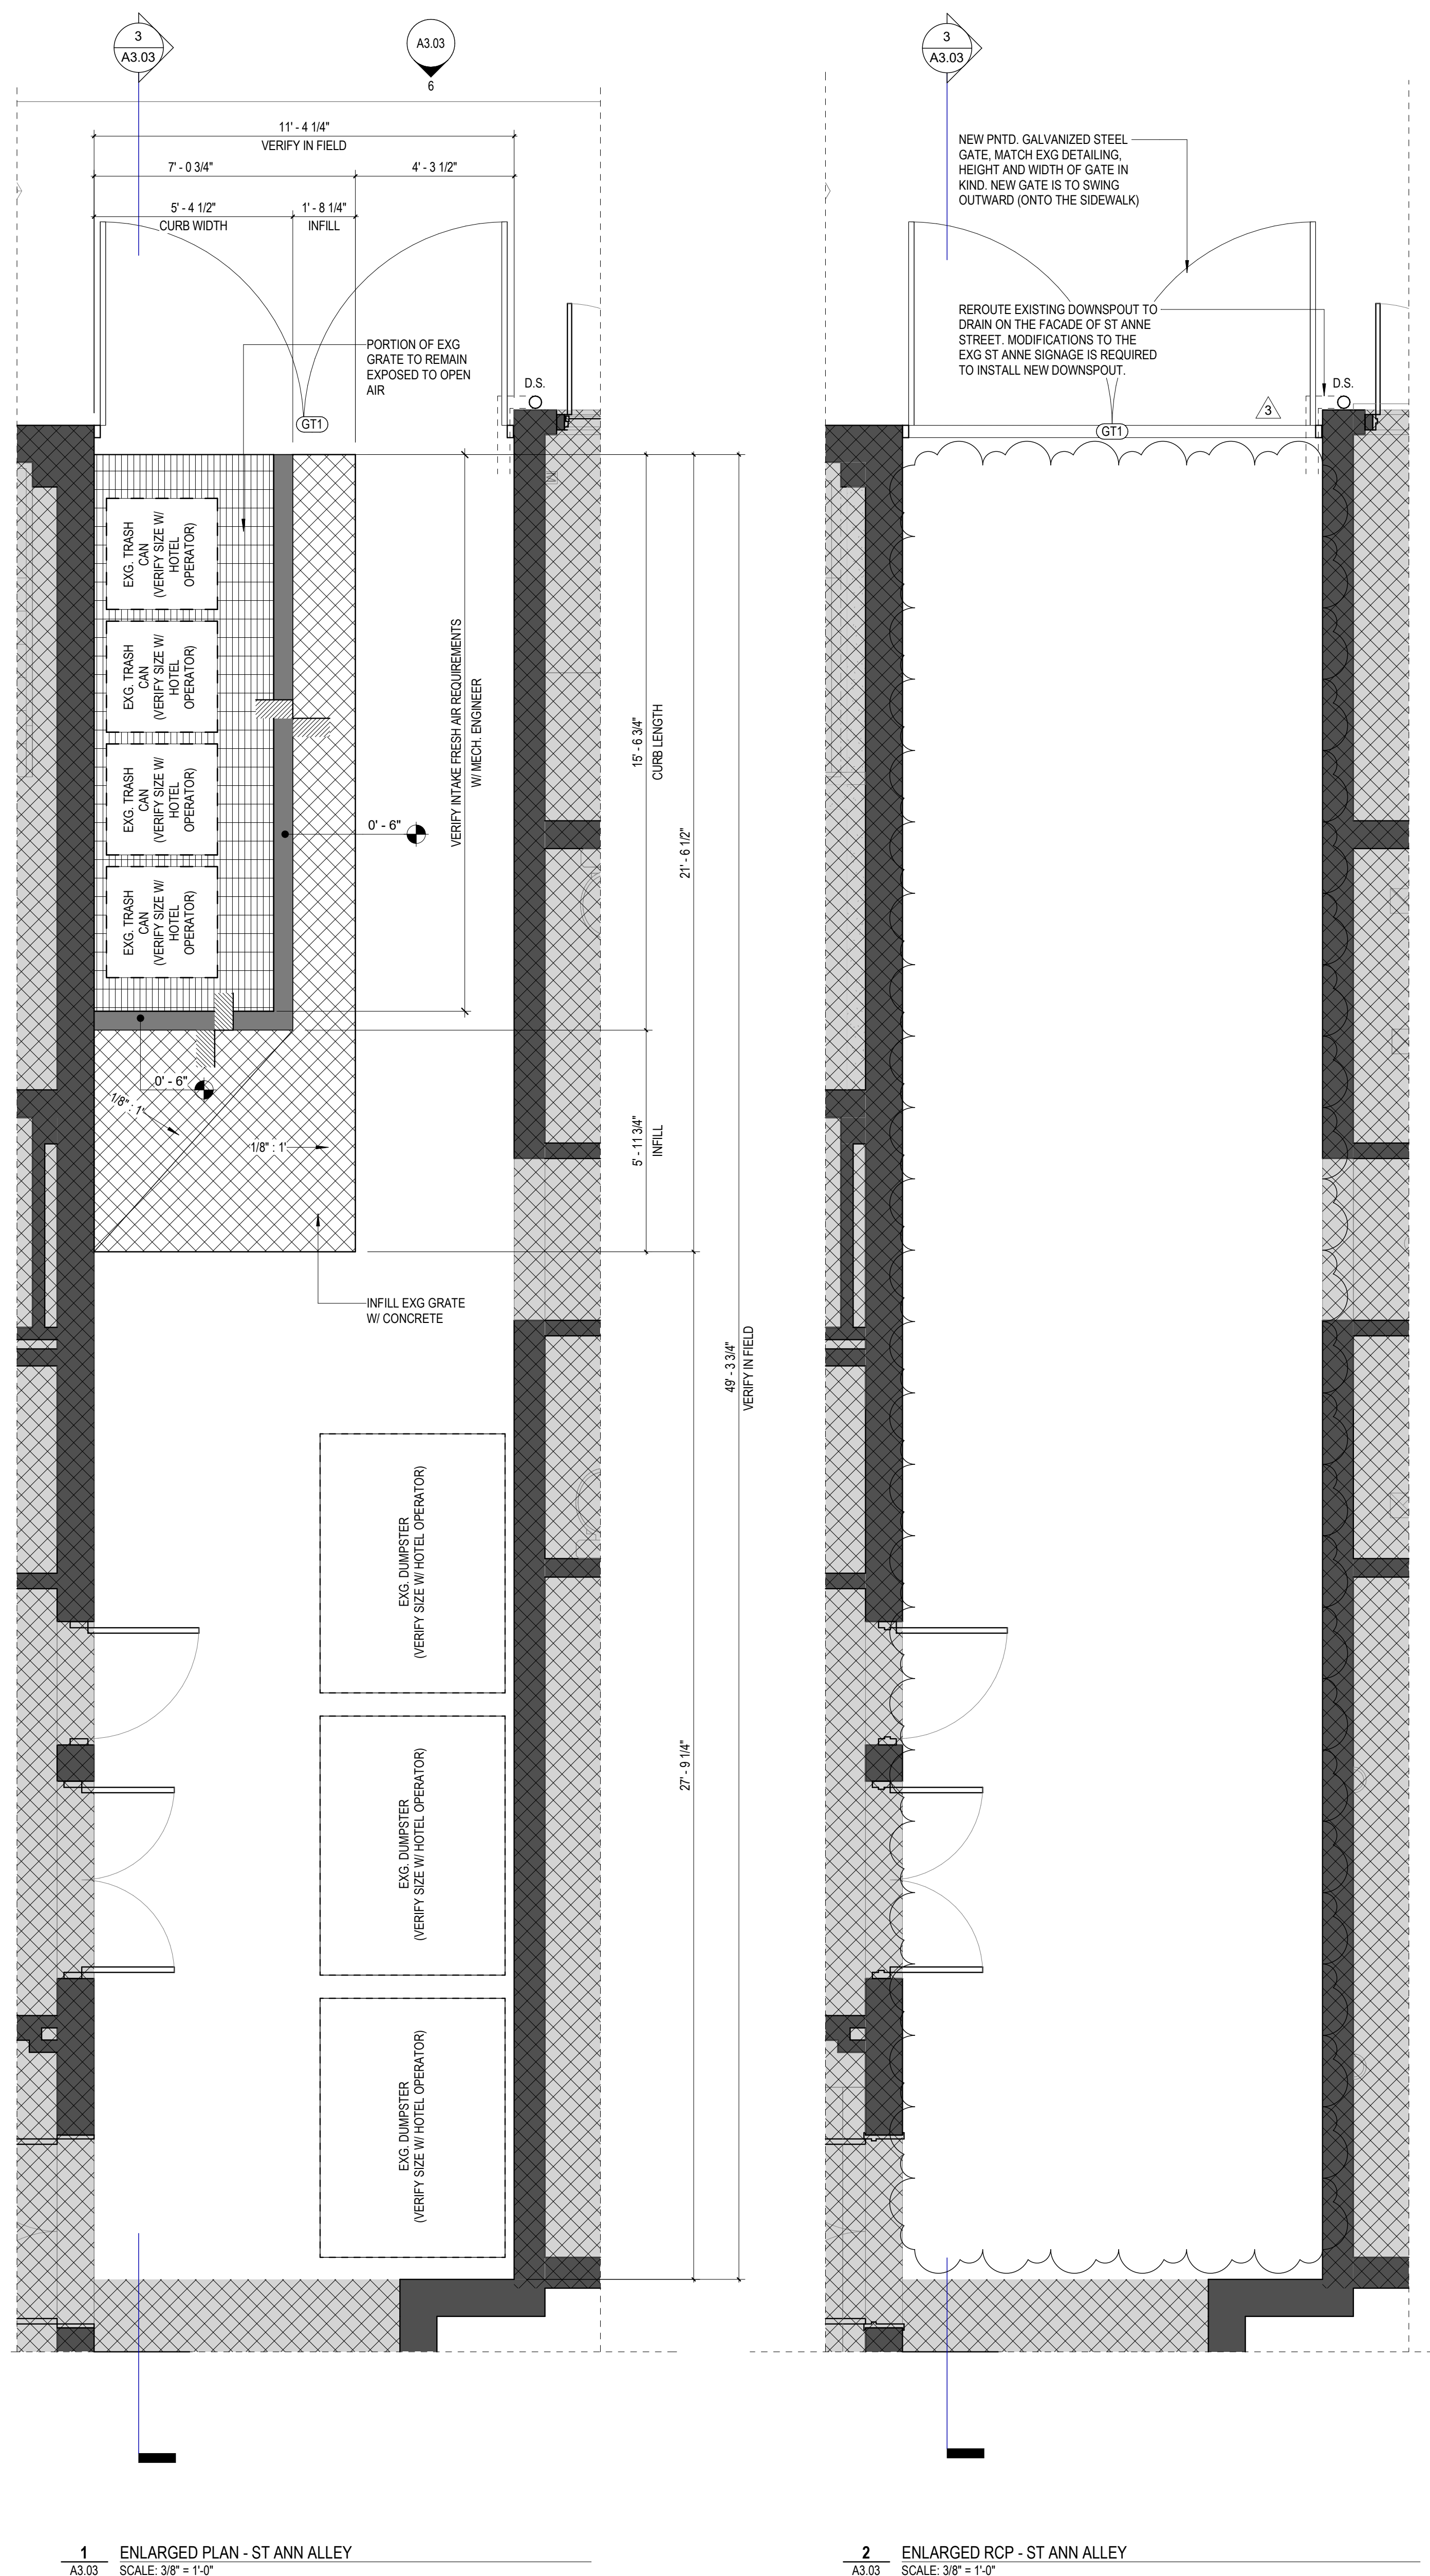 3
A3.03
A3.03
6
11' - 4 1/4"
VERIFY IN FIELD
7' - 0 3/4"
4' - 3 1/2"
5' - 4 1/2"
CURB WIDTH
1' - 8 1/4"
INFILL
PORTION OF EXG
GRATE TO REMAIN
EXPOSED TO OPEN
AIR
D.S.
GT1
EXG. TRASH
CAN
(VERIFY SIZE W/
HOTEL
OPERATOR)
EXG. TRASH
CAN
(VERIFY SIZE W/
HOTEL
OPERATOR)
EXG. TRASH
CAN
(VERIFY SIZE W/
HOTEL
OPERATOR)
EXG. TRASH
CAN
(VERIFY SIZE W/
HOTEL
OPERATOR)
VERIFY INTAKE FRESH AIR REQUIREMENTS
W/ MECH. ENGINEER
15' - 6 3/4"
CURB LENGTH
0' - 6"
21' - 6 1/2"
0' - 6"
1/8" : 1'
1/8" : 1'
5' - 11 3/4"
INFILL
INFILL EXG GRATE
W/ CONCRETE
49' - 3 3/4"
VERIFY IN FIELD
EXG. DUMPSTER
(VERIFY SIZE W/ HOTEL OPERATOR)
EXG. DUMPSTER
(VERIFY SIZE W/ HOTEL OPERATOR)
27' - 9 1/4"
EXG. DUMPSTER
(VERIFY SIZE W/ HOTEL OPERATOR)
1
A3.03
ENLARGED PLAN - ST ANN ALLEY
SCALE: 3/8" = 1'-0"
3
A3.03
NEW PNTD. GALVANIZED STEEL
GATE, MATCH EXG DETAILING,
HEIGHT AND WIDTH OF GATE IN
KIND. NEW GATE IS TO SWING
OUTWARD (ONTO THE SIDEWALK)
REROUTE EXISTING DOWNSPOUT TO
DRAIN ON THE FACADE OF ST ANNE
STREET. MODIFICATIONS TO THE
EXG ST ANNE SIGNAGE IS REQUIRED
TO INSTALL NEW DOWNSPOUT.
D.S.
3
GT1
2
A3.03
ENLARGED RCP - ST ANN ALLEY
SCALE: 3/8" = 1'-0"